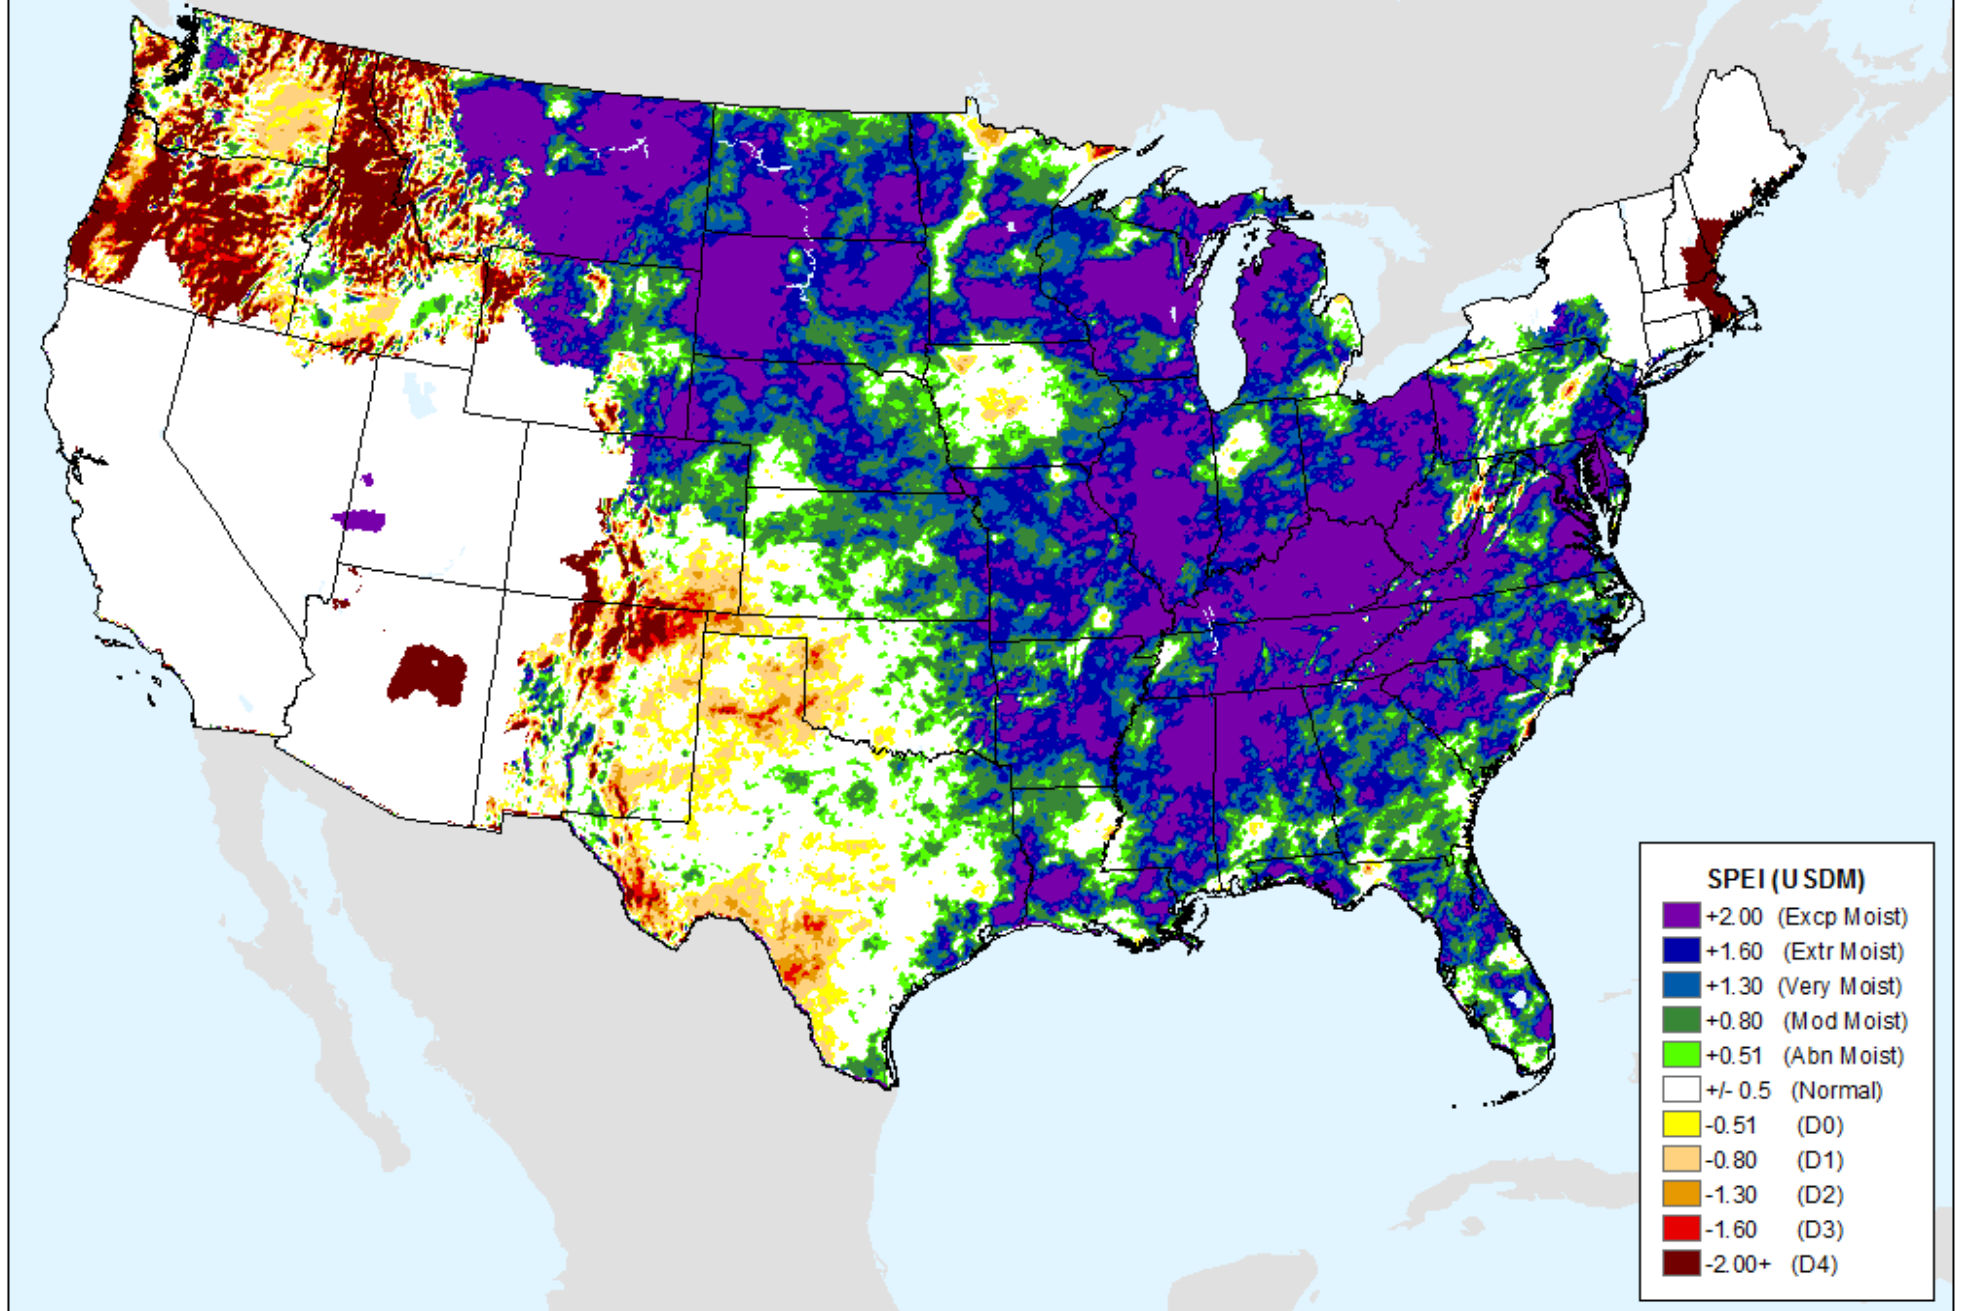 SPEI (USDM)
+2.00 (Excp Moist)
+1.60 (Extr Moist)
+1.30 (Very Moist)
+0.80 (Mod Moist)
+0.51 (Abn Moist)
+/- 0.5 (Normal)
-0.51 (D0)
-0.80 (D1)
-1.30 (D2)
-1.60 (D3)
-2.00+ (D4)